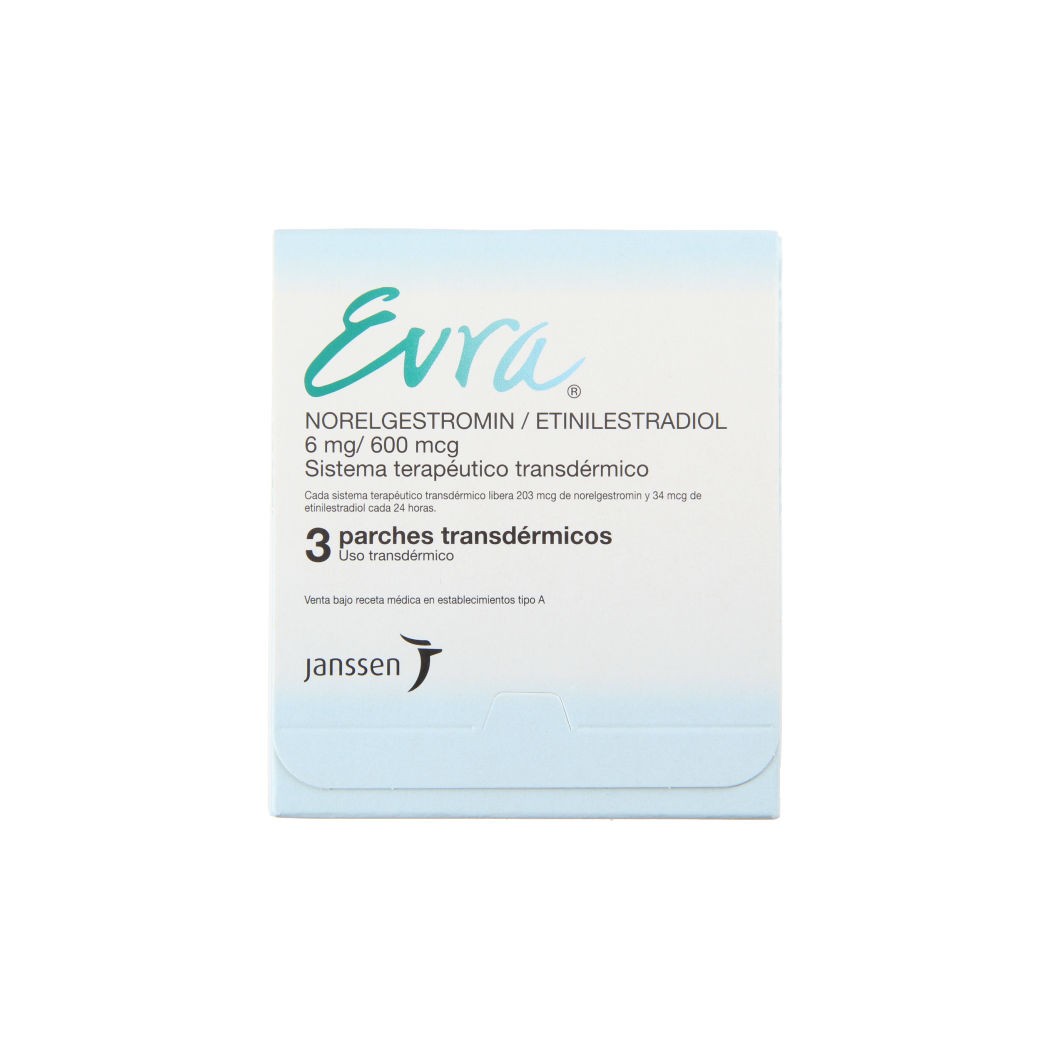 Evra®
NORELGESTROMIN / ETINILESTRADIOL
6 mg/ 600 mcg
Sistema terapéutico transdérmico
Cada sistema terapéutico transdérmico libera 203 mcg de norelgestromin y 34 mcg de
etinilestradiol cada 24 horas.
3 parches transdérmicos
Uso transdérmico
Venta bajo receta médica en establecimientos tipo A
janssen